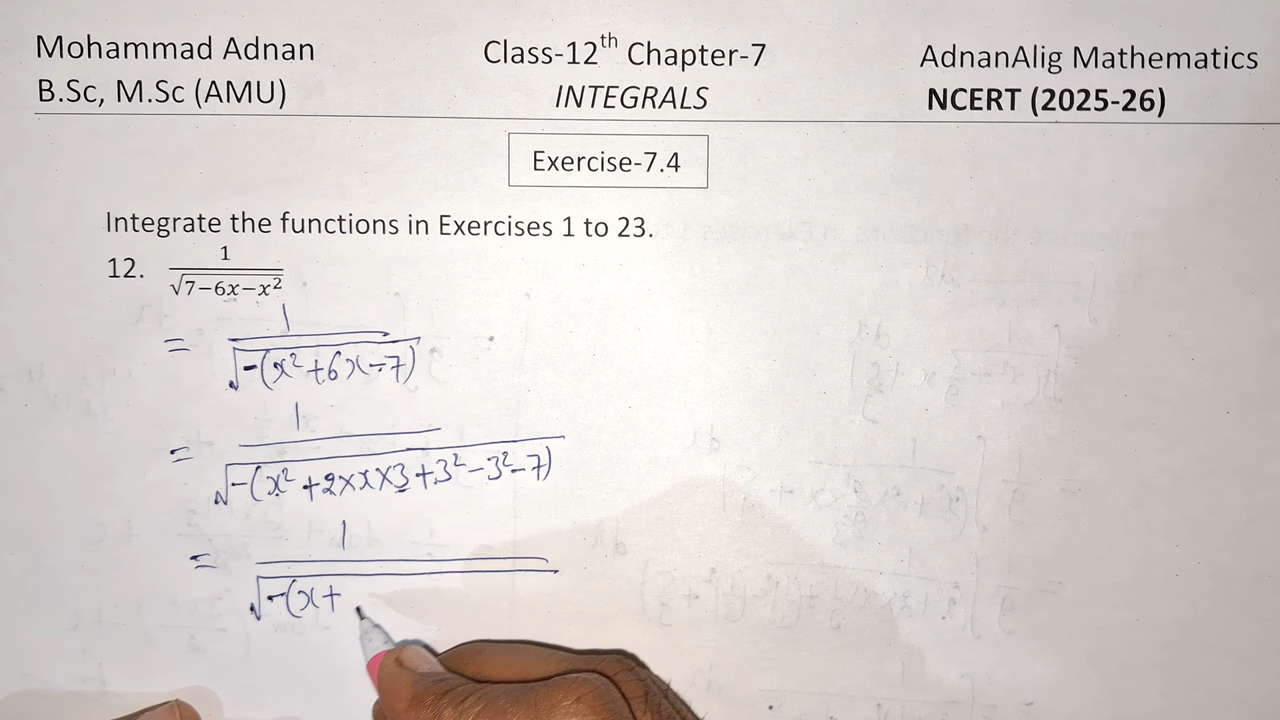 Mohammad Adnan
B.Sc, M.Sc (AMU)
Class-12th Chapter-7
INTEGRALS
AdnanAlig Mathematics
NCERT (2025-26)
Exercise-7.4
Integrate the functions in Exercises 1 to 23.
12. 1/√(7−6x−x²)
= 1/√(-(x²+6x-7))
= 1/√(-(x²+2×x×3+3²-3²-7))
= 1/√(-(x+